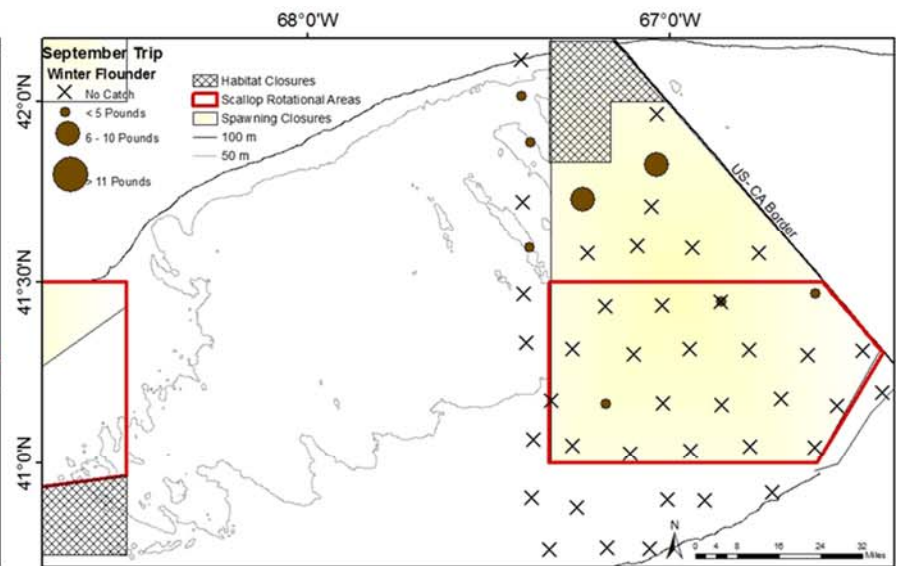 68°0'W
67°0'W
September Trip
Winter Flounder
No Catch
< 5 Pounds
6 - 10 Pounds
> 11 Pounds
Habitat Closures
Scallop Rotational Areas
Spawning Closures
100 m
50 m
42°0'N
US- CA Border
41°30'N
41°0'N
N
0 4 8 16 24 32
Miles